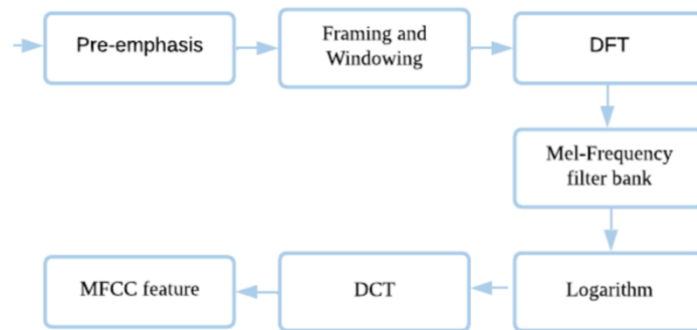 Pre-emphasis
Framing and
Windowing
DFT
Mel-Frequency
filter bank
Logarithm
DCT
MFCC feature